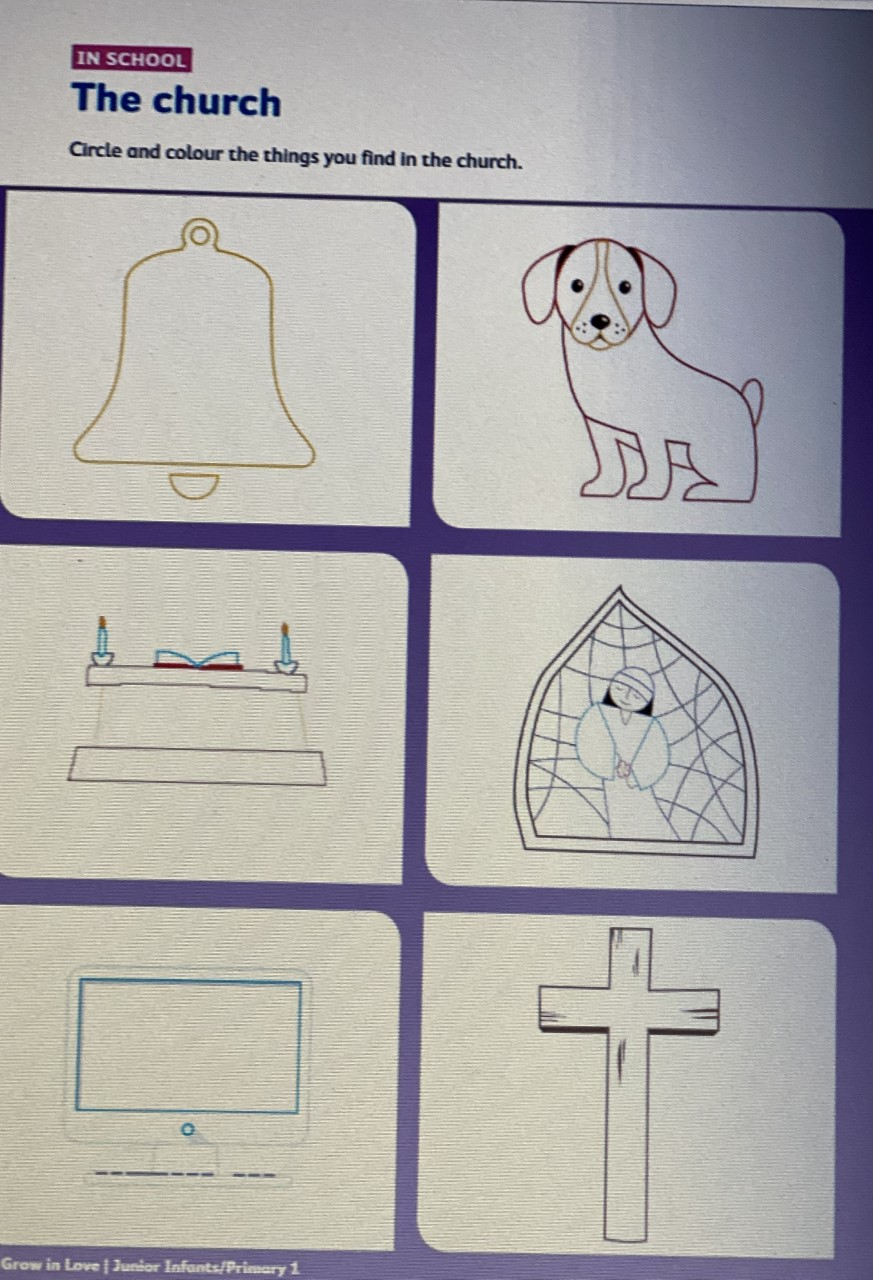 IN SCHOOL
The church
Circle and colour the things you find in the church.
Grow in Love | Junior Infants/Primary 1